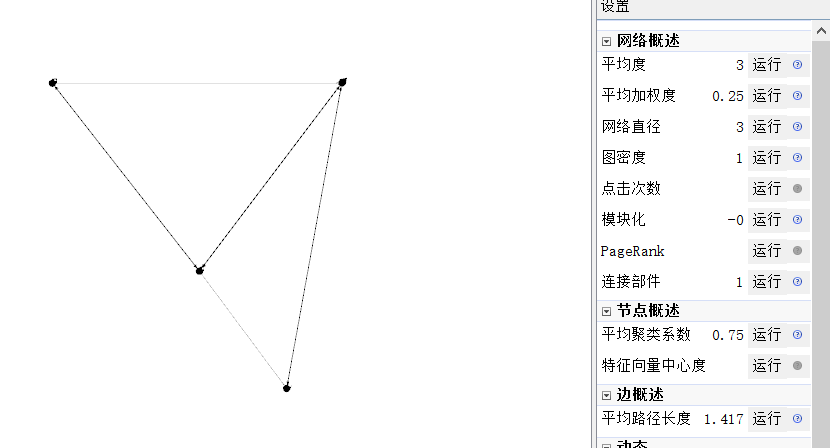 设置
网络概述
平均度 3 运行
平均加权度 0.25 运行
网络直径 3 运行
图密度 1 运行
点击次数 运行
模块化 -0 运行
PageRank 运行
连接部件 1 运行
节点概述
平均聚类系数 0.75 运行
特征向量中心度 运行
边概述
平均路径长度 1.417 运行
动态